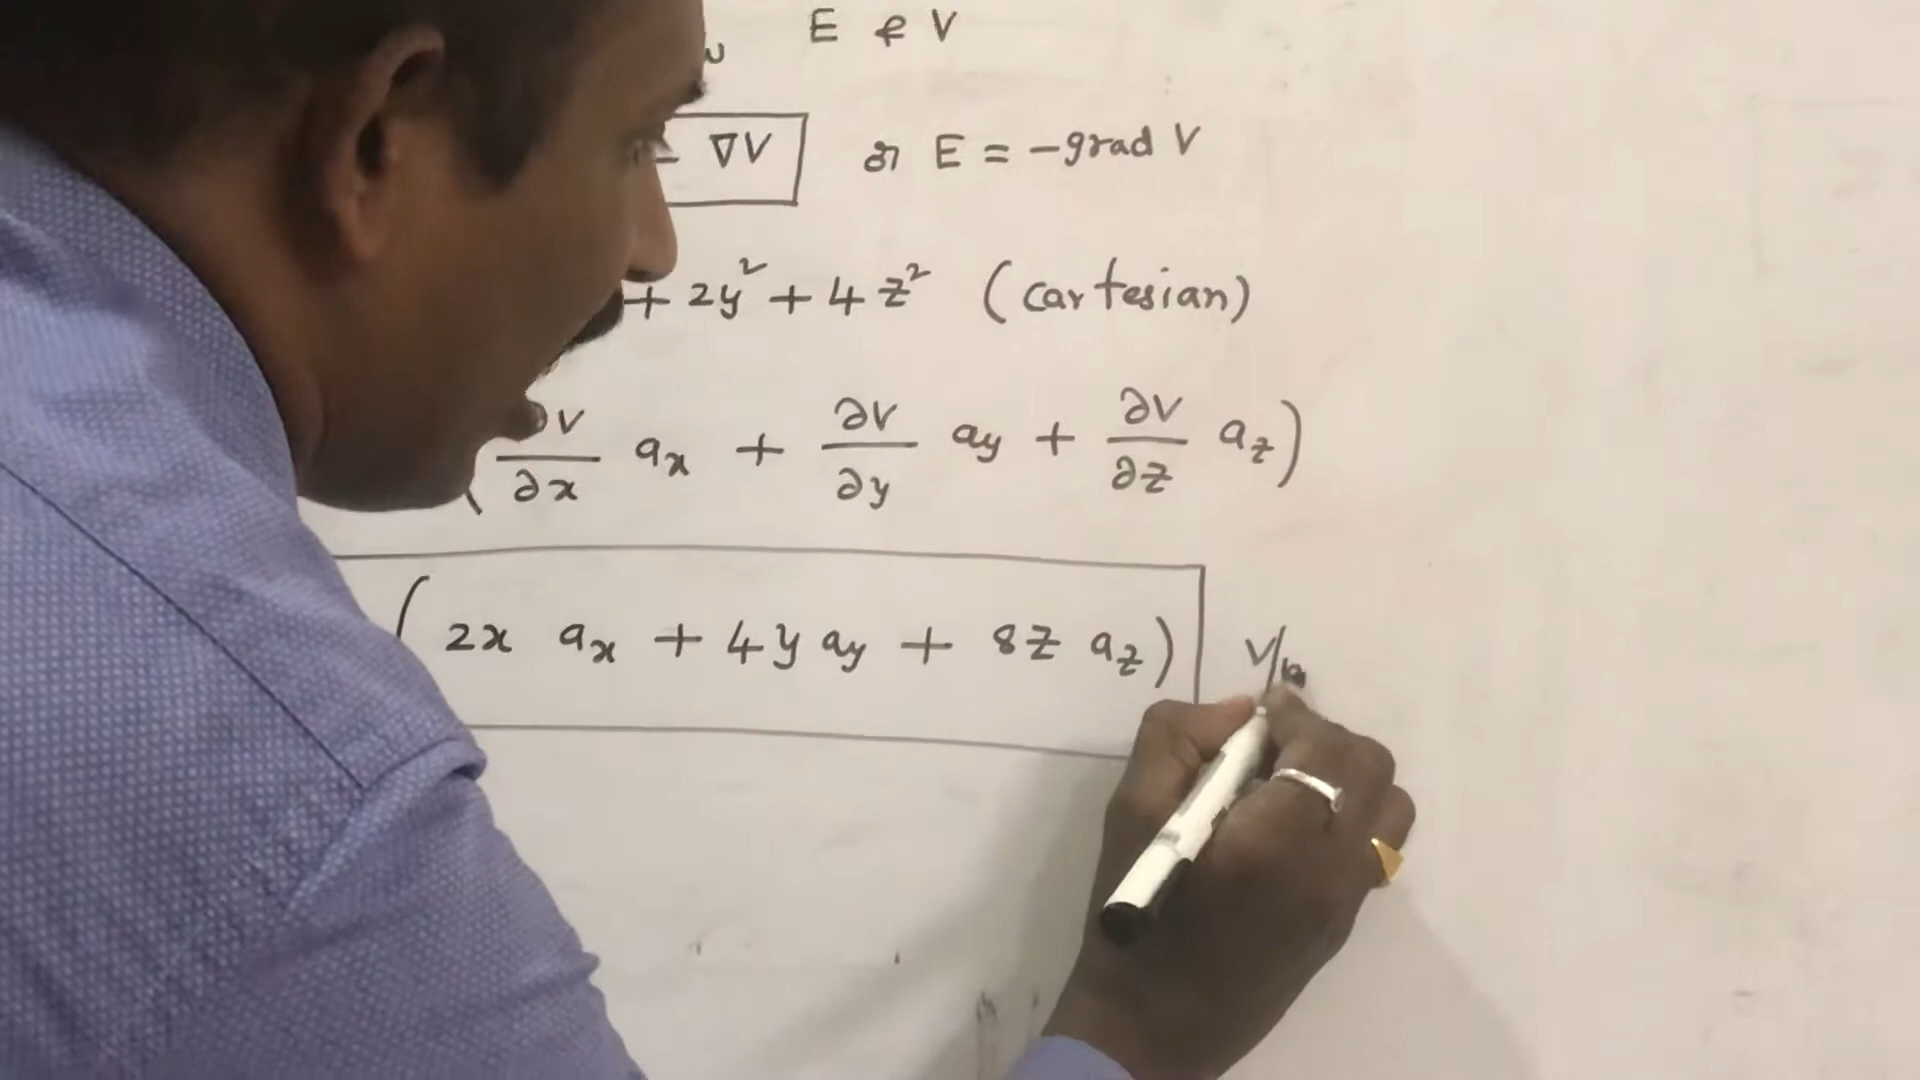 E & V
- ∇V or E = -grad V
+ 2y² + 4z² (cartesian)
(∂V/∂x ax + ∂V/∂y ay + ∂V/∂z az)
(2x ax + 4y ay + 8z az) V/m